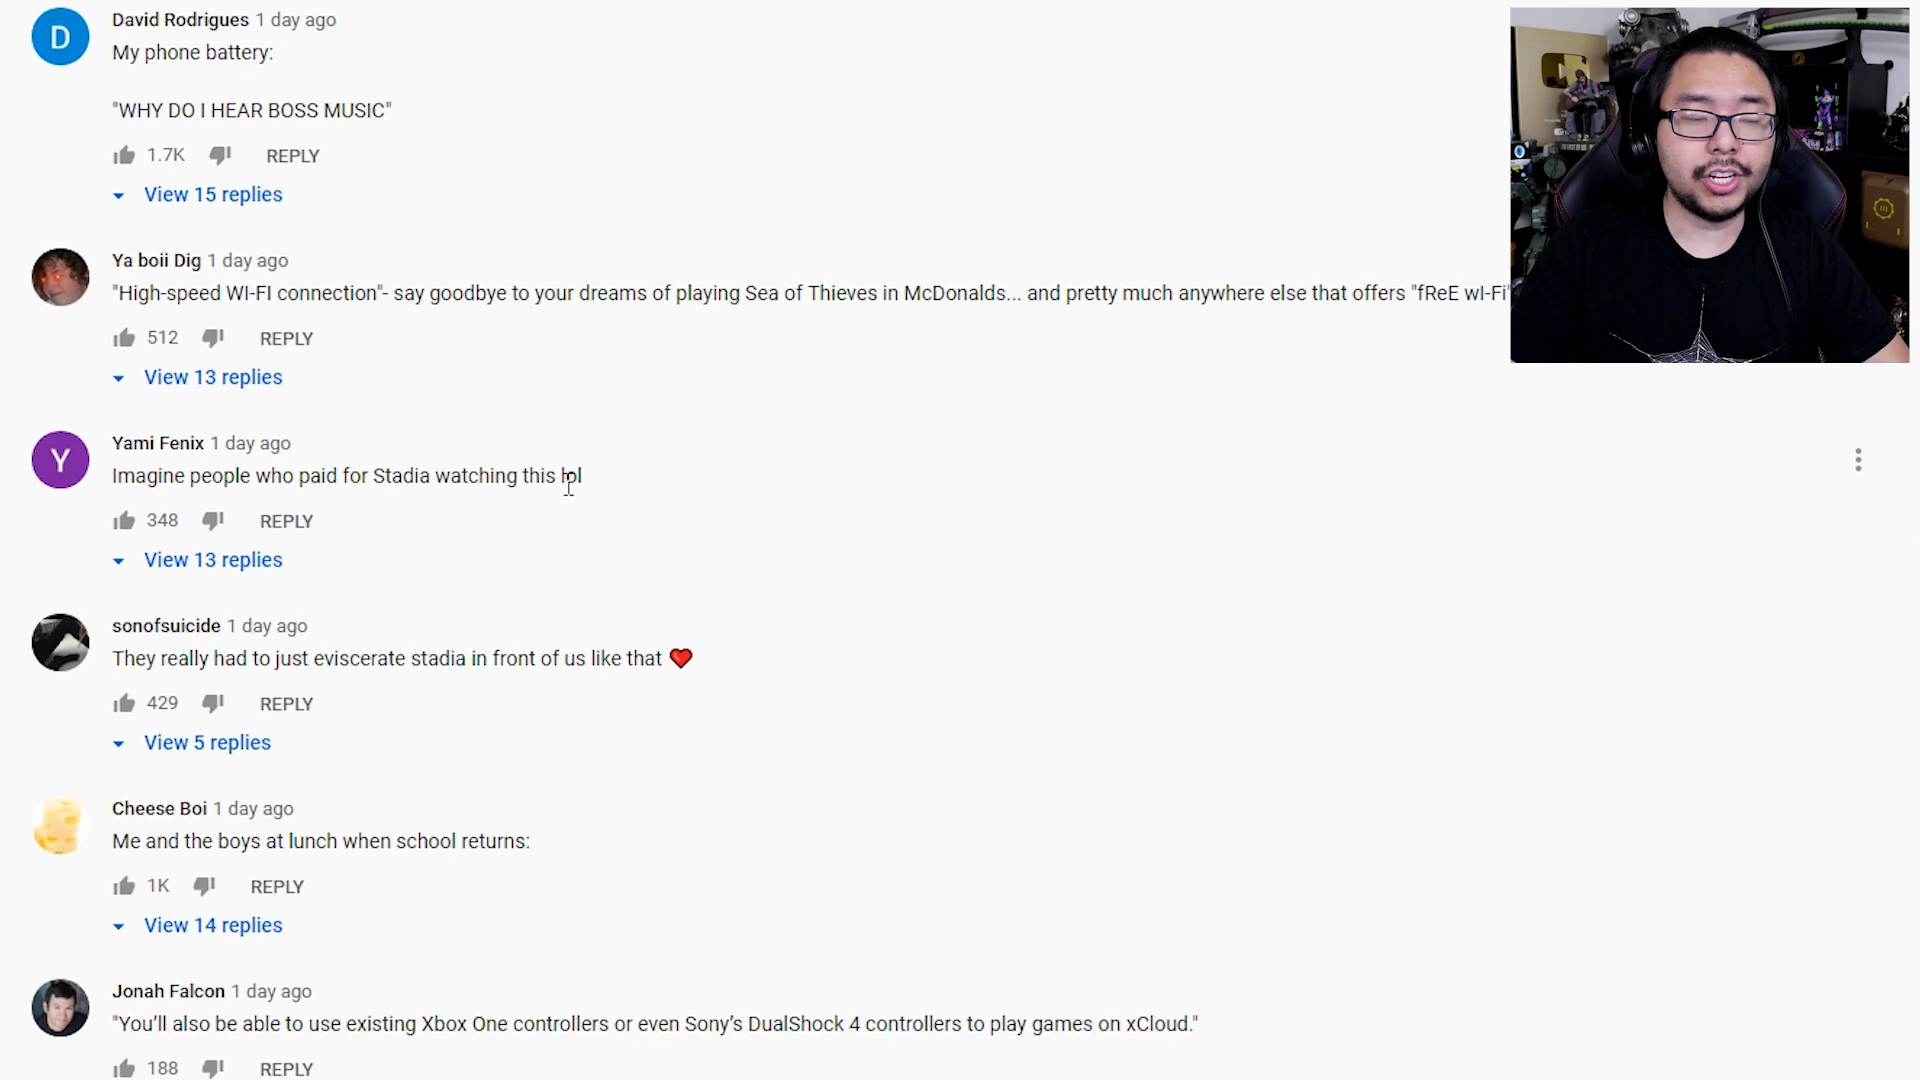 D
David Rodrigues 1 day ago
My phone battery:
"WHY DO I HEAR BOSS MUSIC"
1.7K REPLY
View 15 replies
Ya boii Dig 1 day ago
"High-speed WI-FI connection"- say goodbye to your dreams of playing Sea of Thieves in McDonalds... and pretty much anywhere else that offers "fReE wI-Fi"
512 REPLY
View 13 replies
Y
Yami Fenix 1 day ago
Imagine people who paid for Stadia watching this lol
348 REPLY
View 13 replies
sonofsuicide 1 day ago
They really had to just eviscerate stadia in front of us like that ❤
429 REPLY
View 5 replies
Cheese Boi 1 day ago
Me and the boys at lunch when school returns:
1K REPLY
View 14 replies
Jonah Falcon 1 day ago
"You’ll also be able to use existing Xbox One controllers or even Sony’s DualShock 4 controllers to play games on xCloud."
188 REPLY